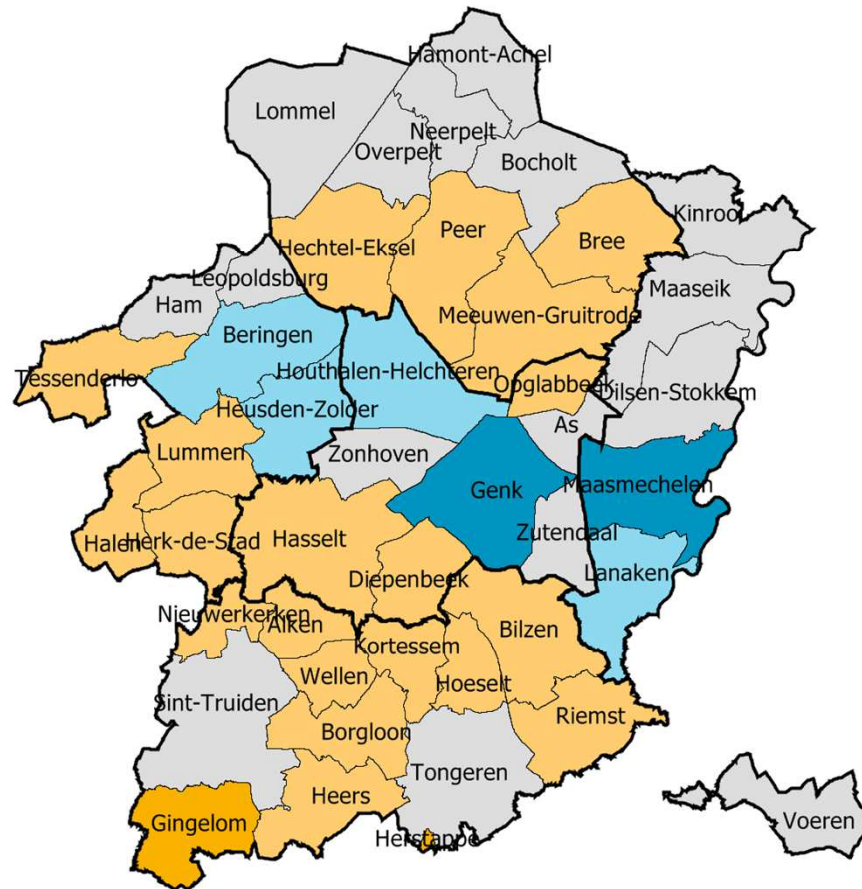 Hamont-Achel
Lommel
Neerpelt
Overpelt
Bocholt
Kinrooi
Peer
Bree
Hechtel-Eksel
Maaseik
Leopoldsburg
Ham
Meeuwen-Gruitrode
Beringen
Houthalen-Helchteren
Tessenderlo
Opglabbeek
Dilsen-Stokkem
Heusden-Zolder
As
Lummen
Zonhoven
Genk
Maasmechelen
Zutendaal
Halen
Herk-de-Stad
Hasselt
Diepenbeek
Lanaken
Nieuwerkerken
Alken
Bilzen
Kortessem
Wellen
Hoeselt
Sint-Truiden
Riemst
Borgloon
Tongeren
Heers
Gingelom
Voeren
Herstappe